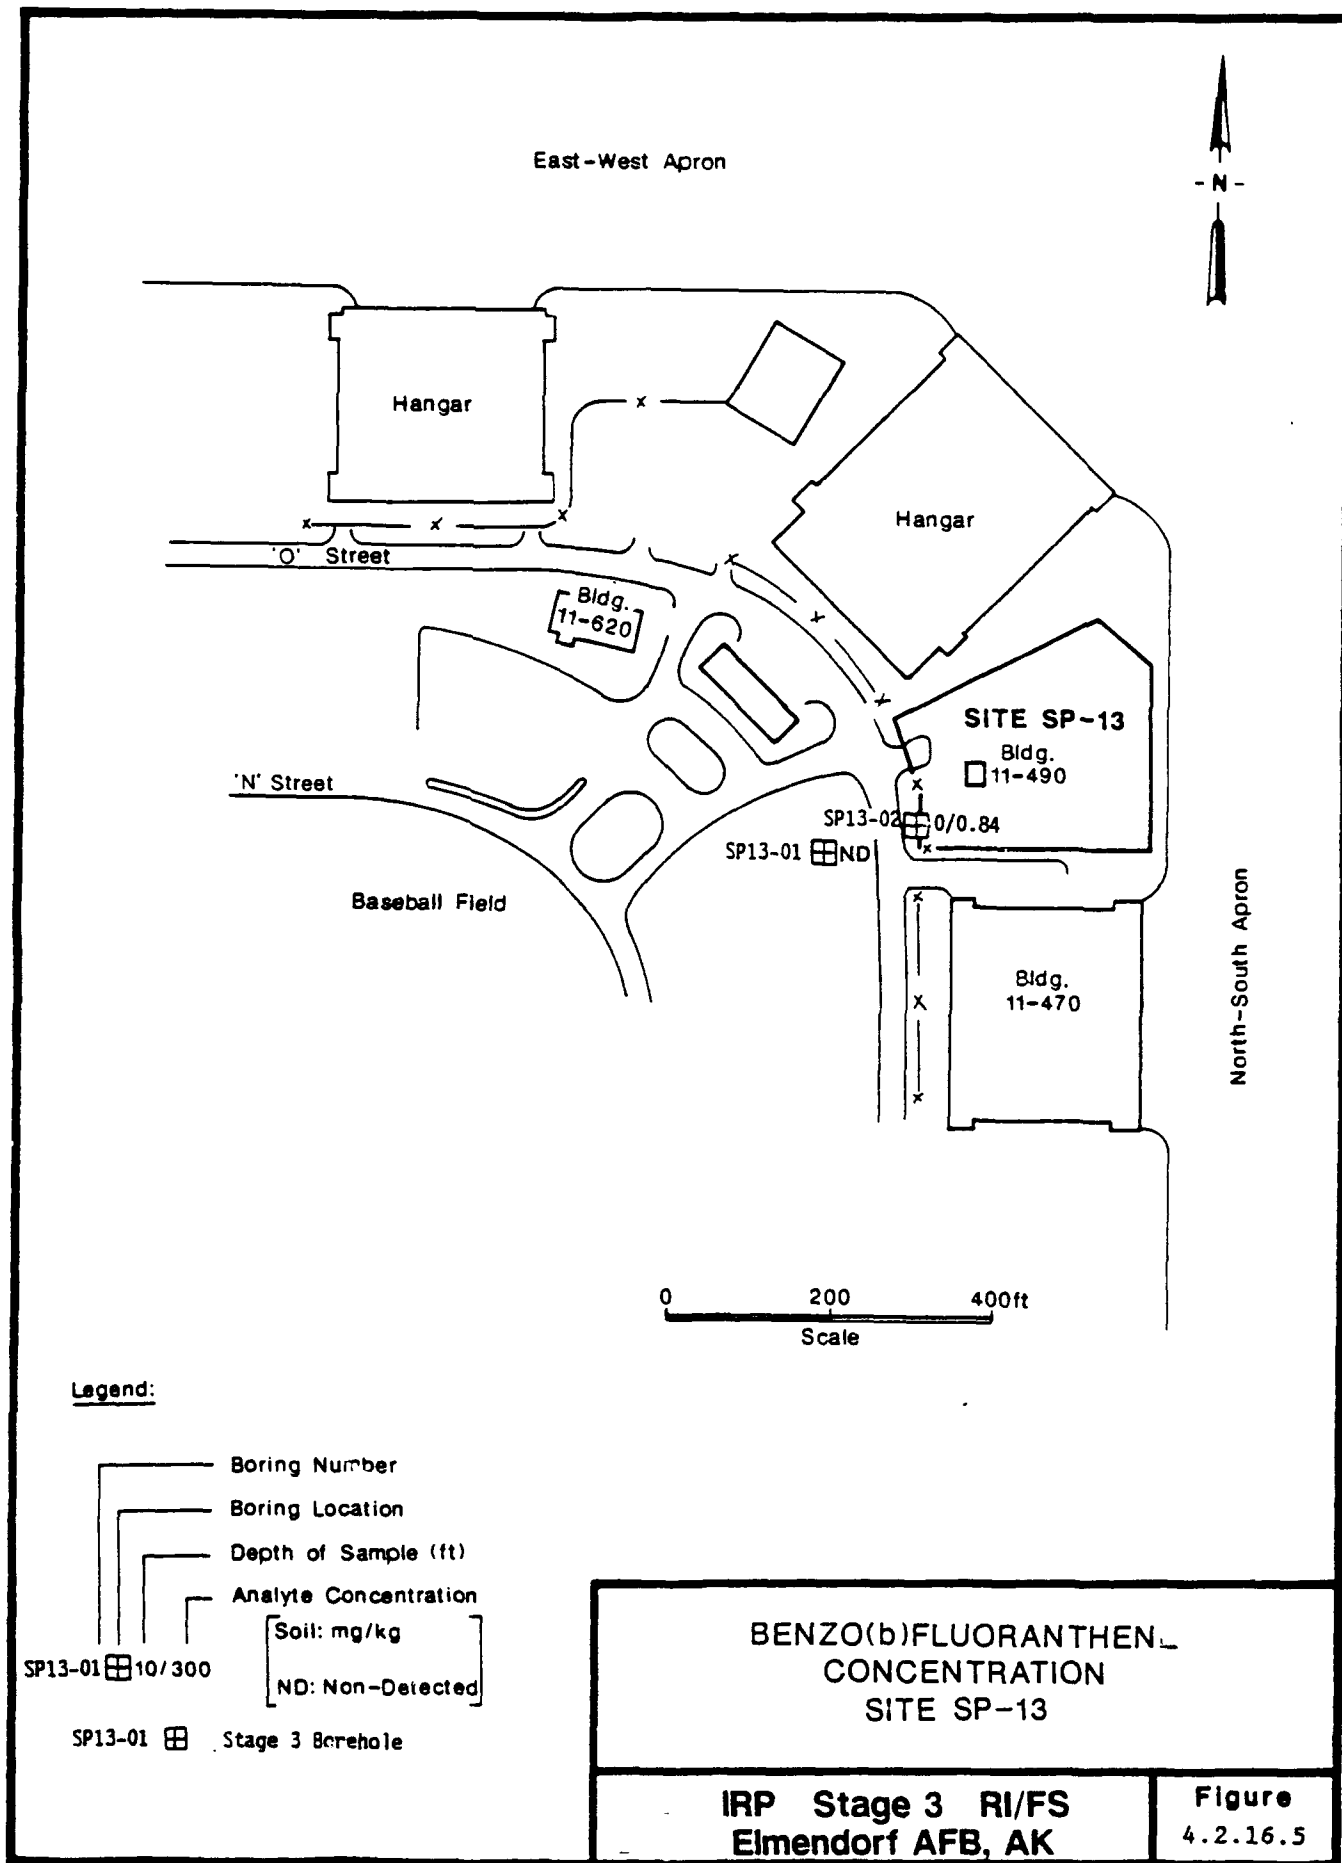 East-West Apron
- N -
Hangar
Hangar
'O' Street
Bldg.
11-620
SITE SP-13
Bldg.
11-490
'N' Street
SP13-02 0/0.84
SP13-01 ND
Baseball Field
Bldg.
11-470
North-South Apron
0 200 400ft
Scale
Legend:
Boring Number
Boring Location
Depth of Sample (ft)
Analyte Concentration
Soil: mg/kg
SP13-01 10/300
ND: Non-Detected
SP13-01 Stage 3 Borehole
BENZO(b)FLUORANTHENE
CONCENTRATION
SITE SP-13
IRP Stage 3 RI/FS
Elmendorf AFB, AK
Figure
4.2.16.5